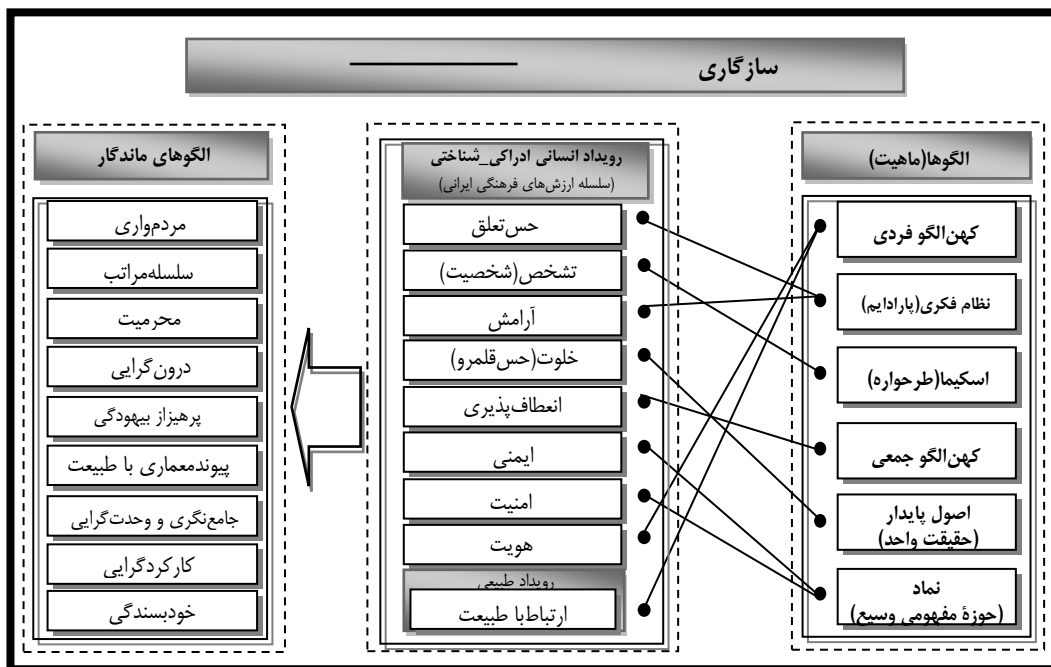 سازگاری
الگوها(ماهیت)
کهن‌الگو فردی
نظام فکری(پارادایم)
اسکیما(طرحواره)
کهن‌الگو جمعی
اصول پایدار
(حقیقت واحد)
نماد
(حوزۀ مفهومی وسیع)
رویداد انسانی ادراکی_شناختی
(سلسله ارزش‌های فرهنگی ایرانی)
حس‌تعلق
تشخص(شخصیت)
آرامش
خلوت(حس‌قلمرو)
انعطاف‌پذیری
ایمنی
امنیت
هویت
رویداد طبیعی
ارتباط‌با طبیعت
الگوهای ماندگار
مردم‌واری
سلسله‌مراتب
محرمیت
درون‌گرایی
پرهیزاز بیهودگی
پیوندمعماری با طبیعت
جامع‌نگری و وحدت‌گرایی
کارکردگرایی
خودبسندگی